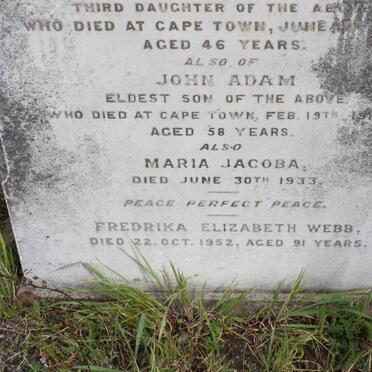 THIRD DAUGHTER OF THE ABOVE
WHO DIED AT CAPE TOWN, JUNE
AGED 46 YEARS.
ALSO OF
JOHN ADAM
ELDEST SON OF THE ABOVE
WHO DIED AT CAPE TOWN, FEB. 19TH,
AGED 58 YEARS.
ALSO
MARIA JACOBA,
DIED JUNE 30TH 1933.
PEACE PERFECT PEACE.
FREDRIKA ELIZABETH WEBB,
DIED 22. OCT. 1952, AGED 91 YEARS.